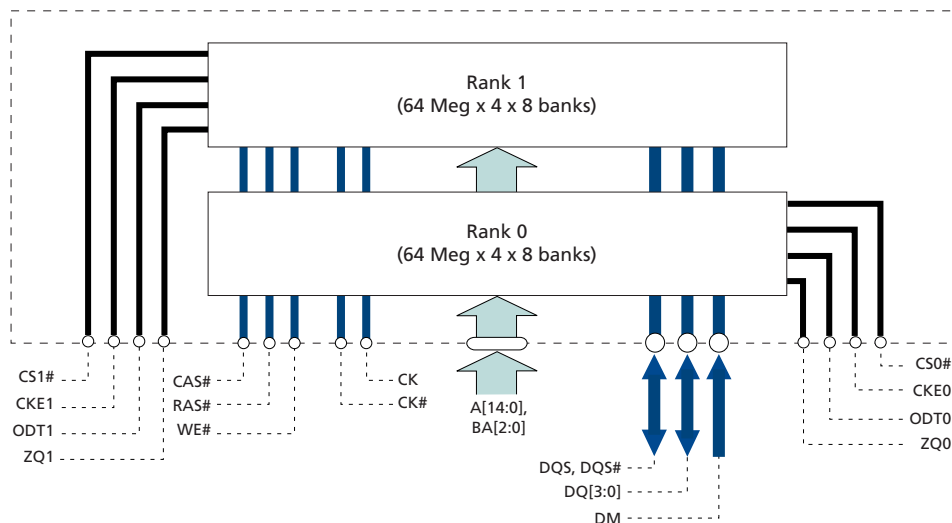 Rank 1
(64 Meg x 4 x 8 banks)
Rank 0
(64 Meg x 4 x 8 banks)
CS1#
CKE1
ODT1
ZQ1
CAS#
RAS#
WE#
CK
CK#
A[14:0],
BA[2:0]
DQS, DQS#
DQ[3:0]
DM
CS0#
CKE0
ODT0
ZQ0